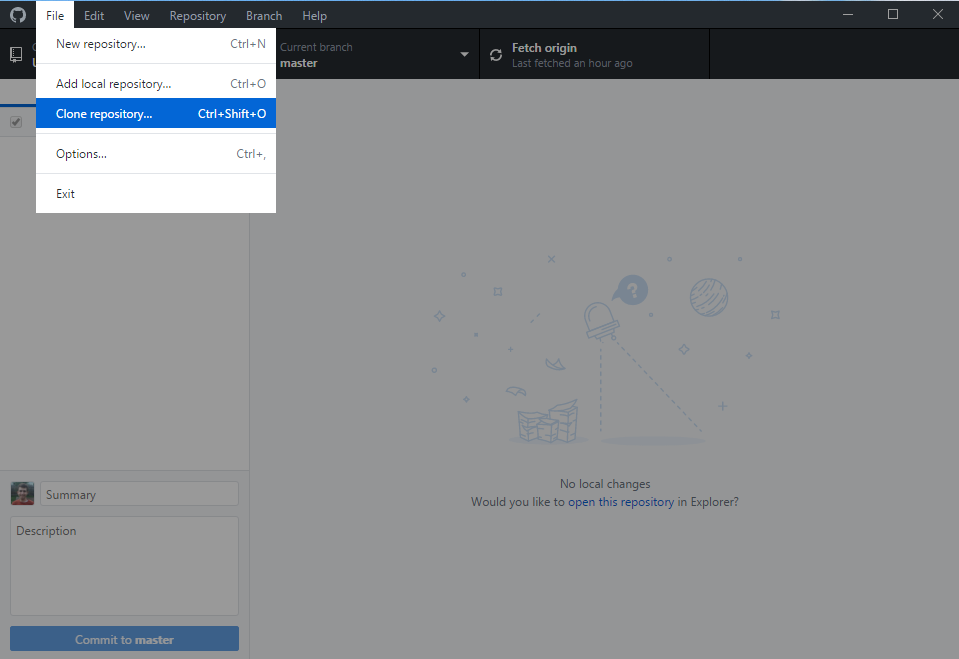 File Edit View Repository Branch Help
New repository... Ctrl+N
Add local repository... Ctrl+O
Clone repository... Ctrl+Shift+O
Options... Ctrl+,
Exit
Current branch
master
Fetch origin
Last fetched an hour ago
?
No local changes
Would you like to open this repository in Explorer?
Summary
Description
Commit to master